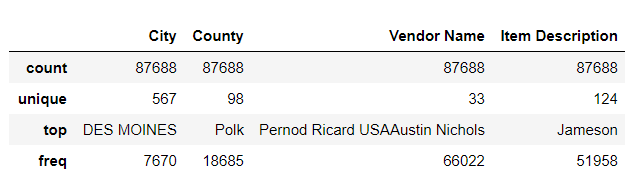 City County Vendor Name Item Description
count 87688 87688 87688 87688
unique 567 98 33 124
top DES MOINES Polk Pernod Ricard USAAustin Nichols Jameson
freq 7670 18685 66022 51958